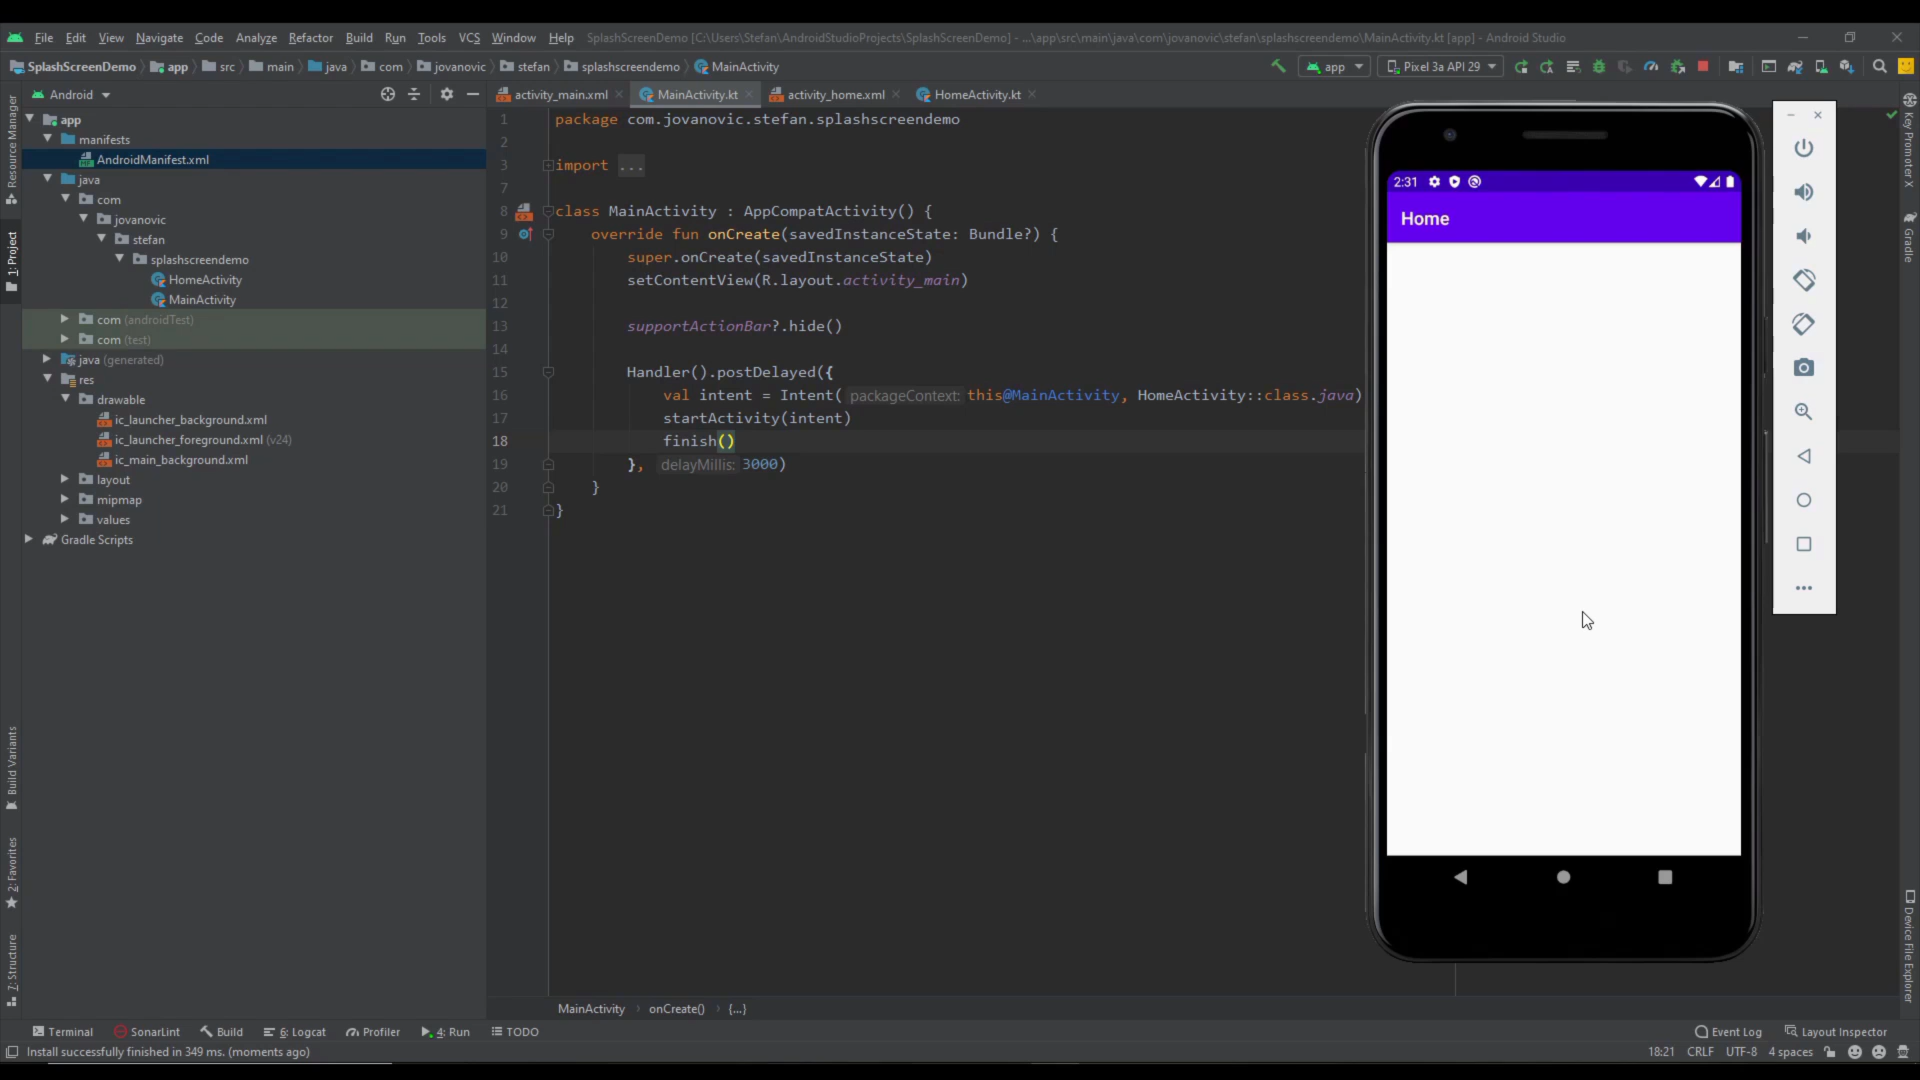 File Edit View Navigate Code Analyze Refactor Build Run Tools VCS Window Help SplashScreenDemo [C:\Users\Stefan\AndroidStudioProjects\SplashScreenDemo] - ...\app\src\main\java\com\jovanovic\stefan\splashscreendemo\MainActivity.kt [app] - Android Studio
SplashScreenDemo app src main java com jovanovic stefan splashscreendemo MainActivity
app Pixel 3a API 29
Android
activity_main.xml MainActivity.kt activity_home.xml HomeActivity.kt
app
manifests
AndroidManifest.xml
java
com
jovanovic
stefan
splashscreendemo
HomeActivity
MainActivity
com (androidTest)
com (test)
java (generated)
res
drawable
ic_launcher_background.xml
ic_launcher_foreground.xml (v24)
ic_main_background.xml
layout
mipmap
values
Gradle Scripts
Resource Manager
1: Project
Build Variants
2: Favorites
7: Structure
1 package com.jovanovic.stefan.splashscreendemo
2
3 import ...
7
8 class MainActivity : AppCompatActivity() {
9 override fun onCreate(savedInstanceState: Bundle?) {
10 super.onCreate(savedInstanceState)
11 setContentView(R.layout.activity_main)
12
13 supportActionBar?.hide()
14
15 Handler().postDelayed({
16 val intent = Intent( packageContext: this@MainActivity, HomeActivity::class.java)
17 startActivity(intent)
18 finish()
19 }, delayMillis: 3000)
20 }
21 }
2:31
Home
Key Promoter X
Gradle
Device File Explorer
MainActivity onCreate() {...}
Terminal SonarLint Build 6: Logcat Profiler 4: Run TODO Event Log Layout Inspector
Install successfully finished in 349 ms. (moments ago) 18:21 CRLF UTF-8 4 spaces